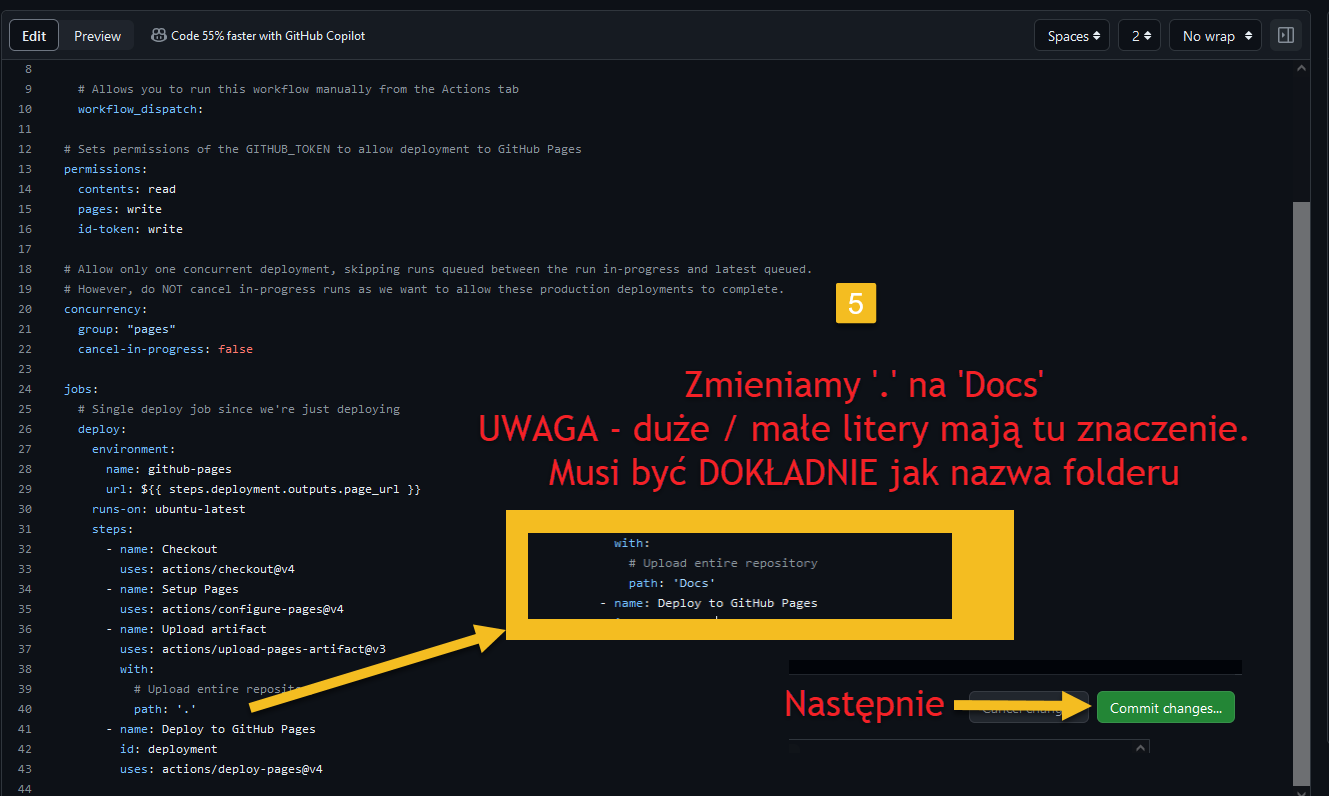 Edit
Preview
Code 55% faster with GitHub Copilot
Spaces
2
No wrap
8
9 # Allows you to run this workflow manually from the Actions tab
10 workflow_dispatch:
11
12 # Sets permissions of the GITHUB_TOKEN to allow deployment to GitHub Pages
13 permissions:
14 contents: read
15 pages: write
16 id-token: write
17
18 # Allow only one concurrent deployment, skipping runs queued between the run in-progress and latest queued.
19 # However, do NOT cancel in-progress runs as we want to allow these production deployments to complete.
20 concurrency:
21 group: "pages"
22 cancel-in-progress: false
23
24 jobs:
25 # Single deploy job since we're just deploying
26 deploy:
27 environment:
28 name: github-pages
29 url: ${{ steps.deployment.outputs.page_url }}
30 runs-on: ubuntu-latest
31 steps:
32 - name: Checkout
33 uses: actions/checkout@v4
34 - name: Setup Pages
35 uses: actions/configure-pages@v4
36 - name: Upload artifact
37 uses: actions/upload-pages-artifact@v3
38 with:
39 # Upload entire
40 path: '.'
41 - name: Deploy to GitHub Pages
42 id: deployment
43 uses: actions/deploy-pages@v4
44
5
Zmieniamy '.' na 'Docs'
UWAGA - duże / małe litery mają tu znaczenie.
Musi być DOKŁADNIE jak nazwa folderu
with:
# Upload entire repository
path: 'Docs'
- name: Deploy to GitHub Pages
Następnie
Commit changes...